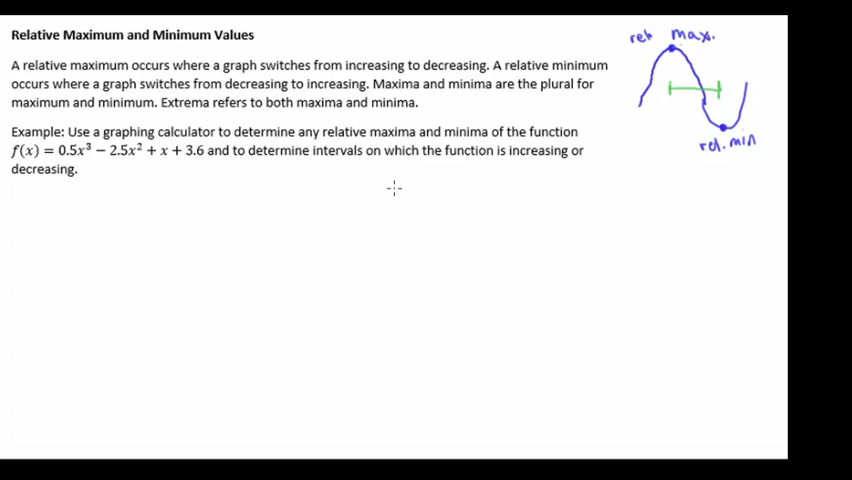 Relative Maximum and Minimum Values
rel. max.
A relative maximum occurs where a graph switches from increasing to decreasing. A relative minimum
occurs where a graph switches from decreasing to increasing. Maxima and minima are the plural for
maximum and minimum. Extrema refers to both maxima and minima.
rel. min
Example: Use a graphing calculator to determine any relative maxima and minima of the function
f(x) = 0.5x³ − 2.5x² + x + 3.6 and to determine intervals on which the function is increasing or
decreasing.